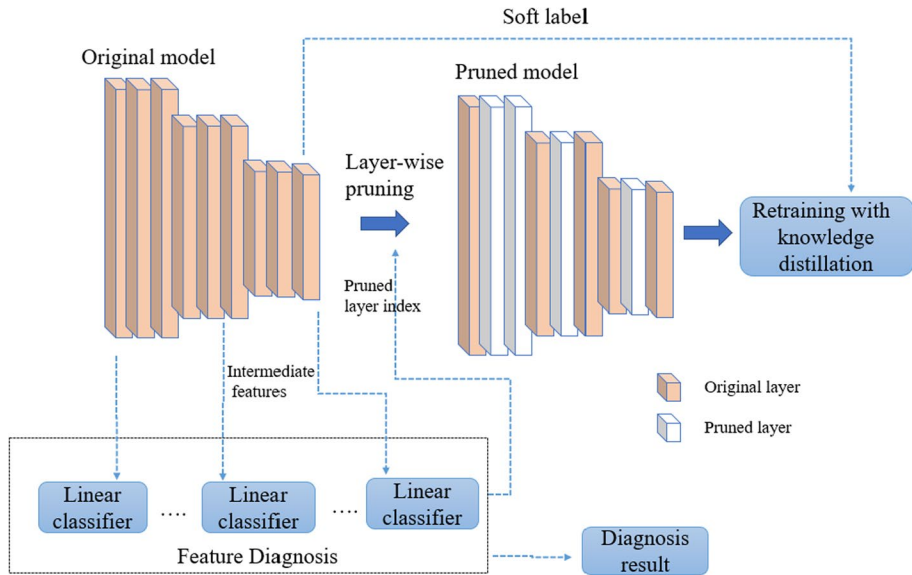 Soft label
Original model
Pruned model
Layer-wise
pruning
Retraining with
knowledge
distillation
Pruned
layer index
Intermediate
features
Original layer
Pruned layer
Linear
classifier
....
Linear
classifier
....
Linear
classifier
Feature Diagnosis
Diagnosis
result